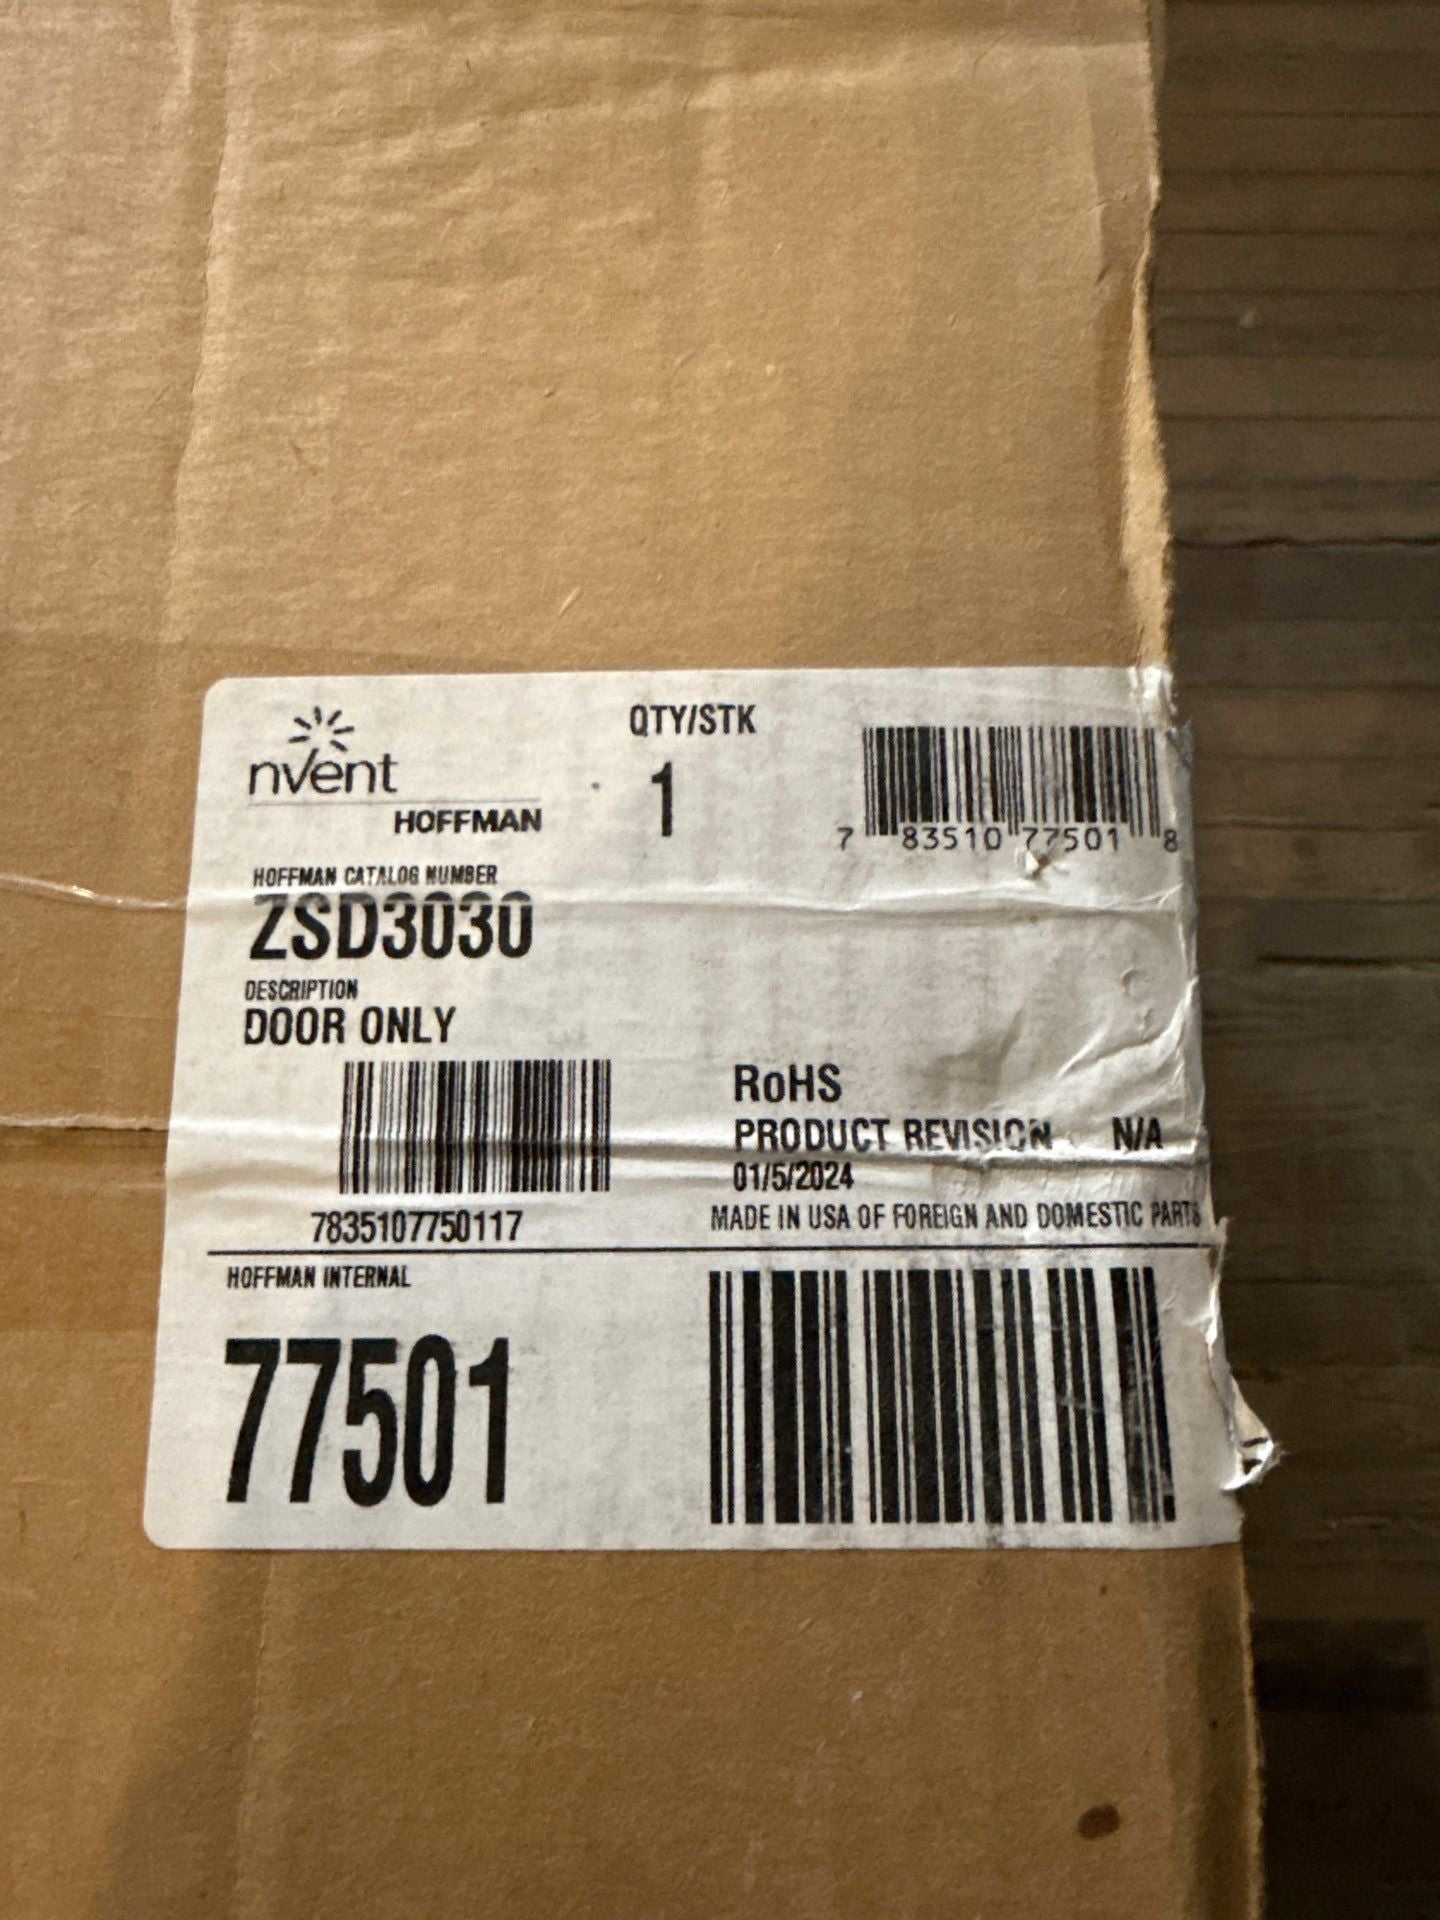 nvent
HOFFMAN
QTY/STK
1
7 83510 77501 8
HOFFMAN CATALOG NUMBER
ZSD3030
DESCRIPTION
DOOR ONLY
7835107750117
RoHS
PRODUCT REVISION N/A
01/5/2024
MADE IN USA OF FOREIGN AND DOMESTIC PARTS
HOFFMAN INTERNAL
77501